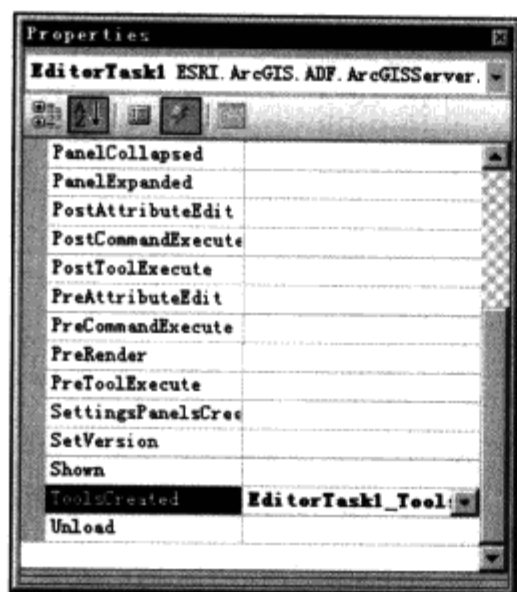 Properties
EditorTask1 ESRI.ArcGIS.ADF.ArcGISServer.
PanelCollapsed
PanelExpanded
PostAttributeEdit
PostCommandExecute
PostToolExecute
PreAttributeEdit
PreCommandExecute
PreRender
PreToolExecute
SettingsPanelsCree
SetVersion
Shown
ToolsCreated EditorTask1_Tool
Unload